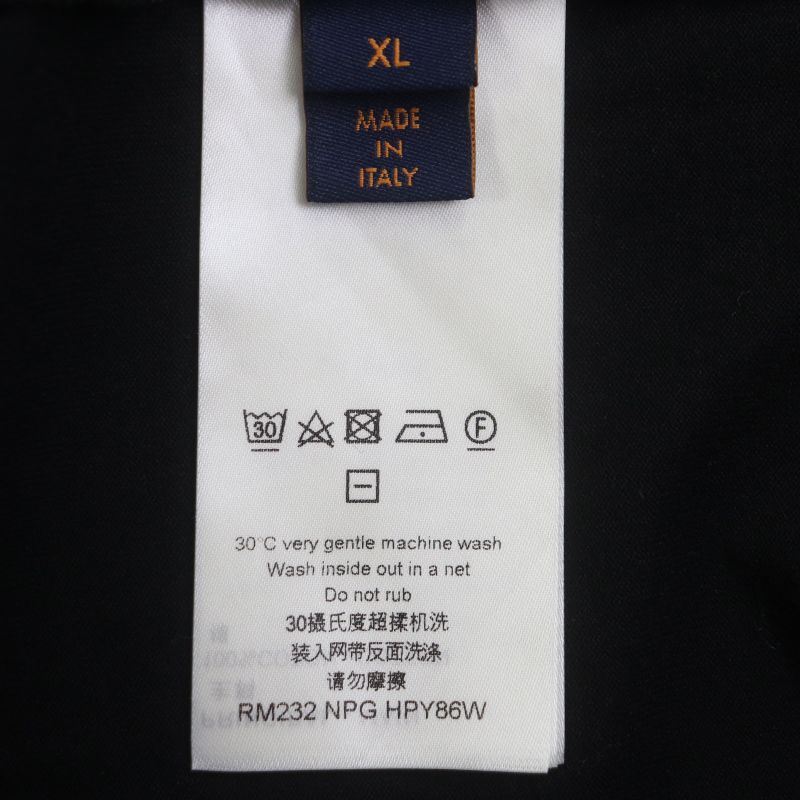 XL
MADE
IN
ITALY
30
F
30°C very gentle machine wash
Wash inside out in a net
Do not rub
30摄氏度超揉机洗
装入网带反面洗涤
请勿摩擦
RM232 NPG HPY86W